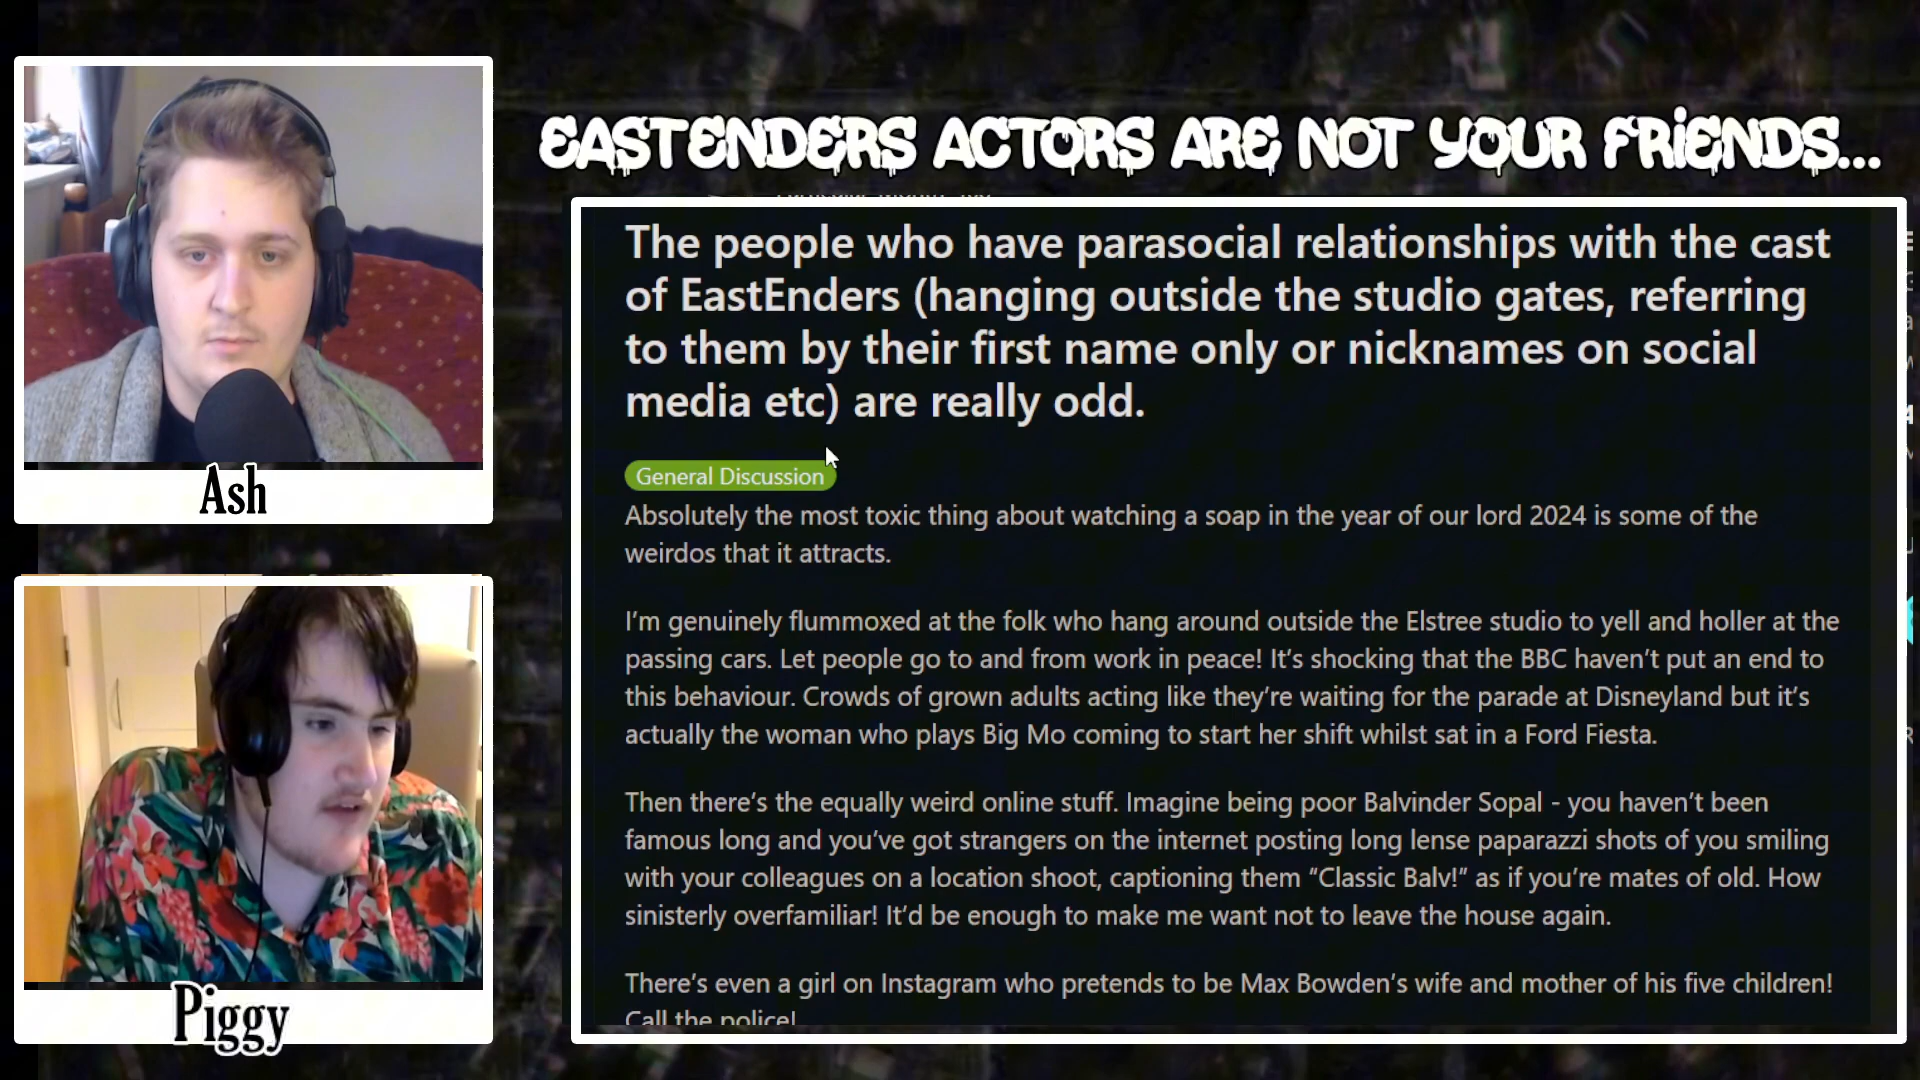 EASTENDERS ACTORS ARE NOT YOUR FRIENDS...
The people who have parasocial relationships with the cast
of EastEnders (hanging outside the studio gates, referring
to them by their first name only or nicknames on social
media etc) are really odd.
General Discussion
Absolutely the most toxic thing about watching a soap in the year of our lord 2024 is some of the
weirdos that it attracts.
I’m genuinely flummoxed at the folk who hang around outside the Elstree studio to yell and holler at the
passing cars. Let people go to and from work in peace! It’s shocking that the BBC haven’t put an end to
this behaviour. Crowds of grown adults acting like they’re waiting for the parade at Disneyland but it’s
actually the woman who plays Big Mo coming to start her shift whilst sat in a Ford Fiesta.
Then there’s the equally weird online stuff. Imagine being poor Balvinder Sopal - you haven’t been
famous long and you’ve got strangers on the internet posting long lense paparazzi shots of you smiling
with your colleagues on a location shoot, captioning them “Classic Balv!” as if you’re mates of old. How
sinisterly overfamiliar! It’d be enough to make me want not to leave the house again.
There’s even a girl on Instagram who pretends to be Max Bowden’s wife and mother of his five children!
Call the police!
Ash
Piggy